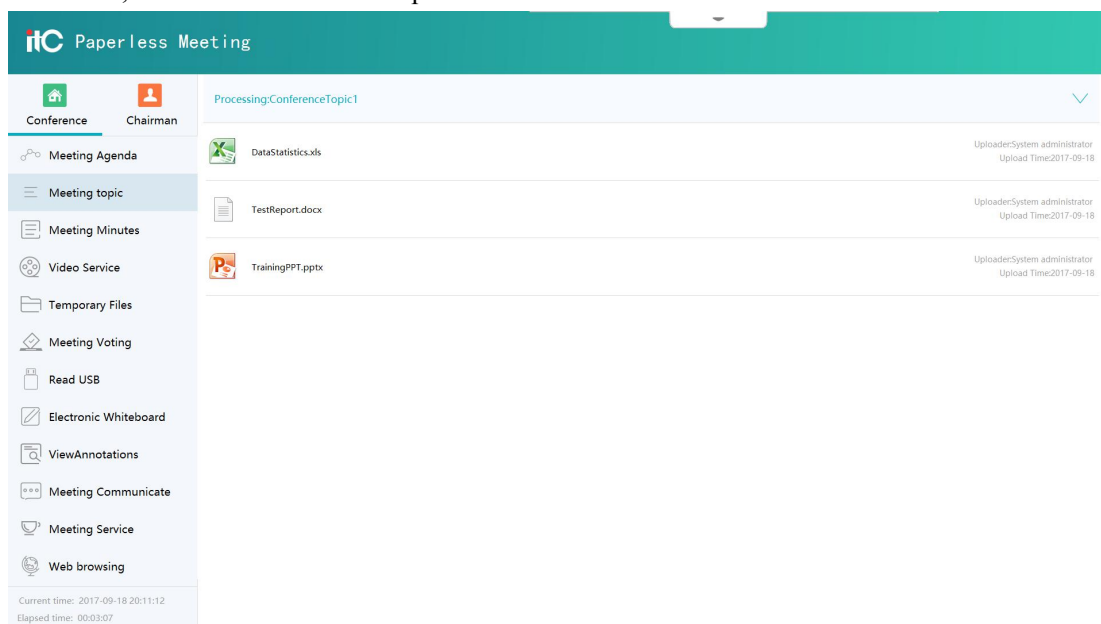 itC Paperless Meeting
Conference
Chairman
Meeting Agenda
Meeting topic
Meeting Minutes
Video Service
Temporary Files
Meeting Voting
Read USB
Electronic Whiteboard
ViewAnnotations
Meeting Communicate
Meeting Service
Web browsing
Current time: 2017-09-18 20:11:12
Elapsed time: 00:03:07
Processing:ConferenceTopic1
DataStatistics.xls
Uploader:System administrator
Upload Time:2017-09-18
TestReport.docx
Uploader:System administrator
Upload Time:2017-09-18
TrainingPPT.pptx
Uploader:System administrator
Upload Time:2017-09-18